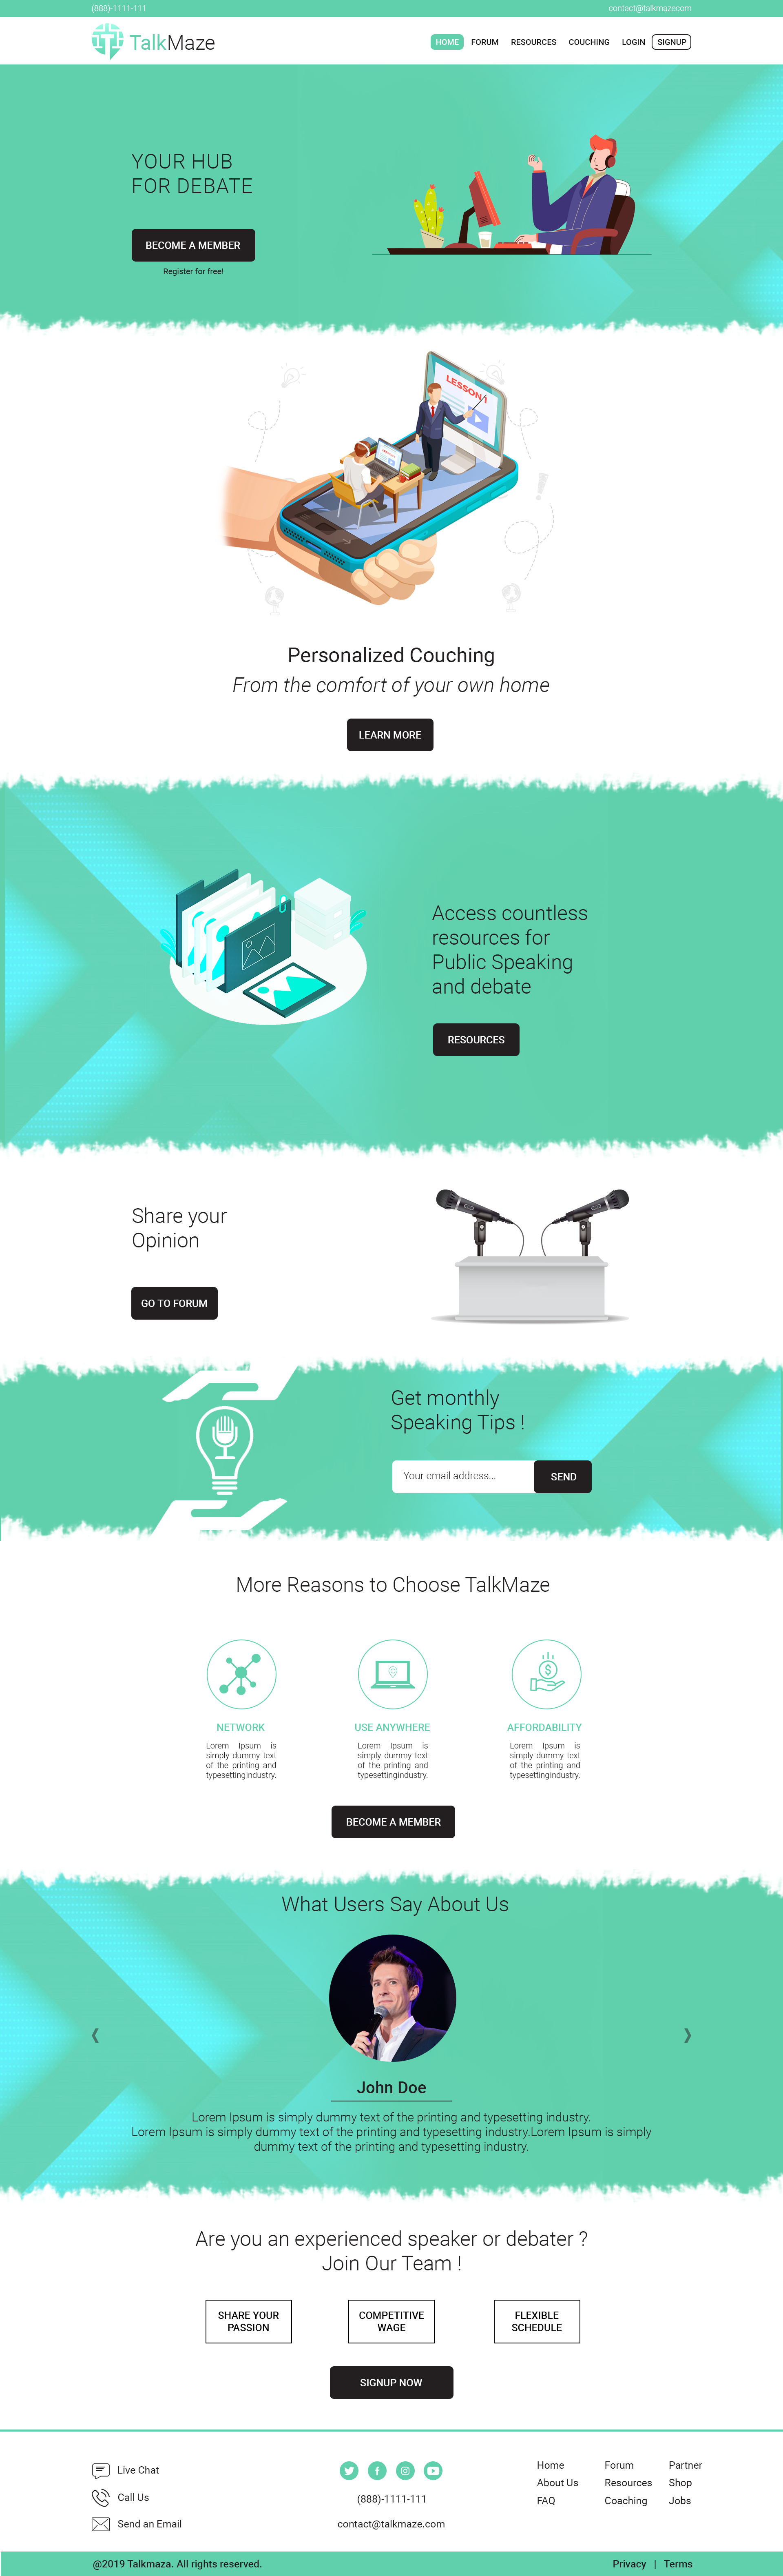 (888)-1111-111
contact@talkmazecom
TalkMaze
HOME FORUM RESOURCES COUCHING LOGIN SIGNUP
YOUR HUB
FOR DEBATE
BECOME A MEMBER
Register for free!
LESSON 1
Personalized Couching
From the comfort of your own home
LEARN MORE
Access countless
resources for
Public Speaking
and debate
RESOURCES
Share your
Opinion
GO TO FORUM
Get monthly
Speaking Tips !
Your email address...
SEND
More Reasons to Choose TalkMaze
NETWORK
Lorem Ipsum is
simply dummy text
of the printing and
typesettingindustry.
USE ANYWHERE
Lorem Ipsum is
simply dummy text
of the printing and
typesettingindustry.
AFFORDABILITY
Lorem Ipsum is
simply dummy text
of the printing and
typesettingindustry.
BECOME A MEMBER
What Users Say About Us
John Doe
Lorem Ipsum is simply dummy text of the printing and typesetting industry.
Lorem Ipsum is simply dummy text of the printing and typesetting industry.Lorem Ipsum is simply
dummy text of the printing and typesetting industry.
Are you an experienced speaker or debater ?
Join Our Team !
SHARE YOUR
PASSION
COMPETITIVE
WAGE
FLEXIBLE
SCHEDULE
SIGNUP NOW
Live Chat
Call Us
Send an Email
(888)-1111-111
contact@talkmaze.com
Home
About Us
FAQ
Forum
Resources
Coaching
Partner
Shop
Jobs
@2019 Talkmaza. All rights reserved.
Privacy | Terms